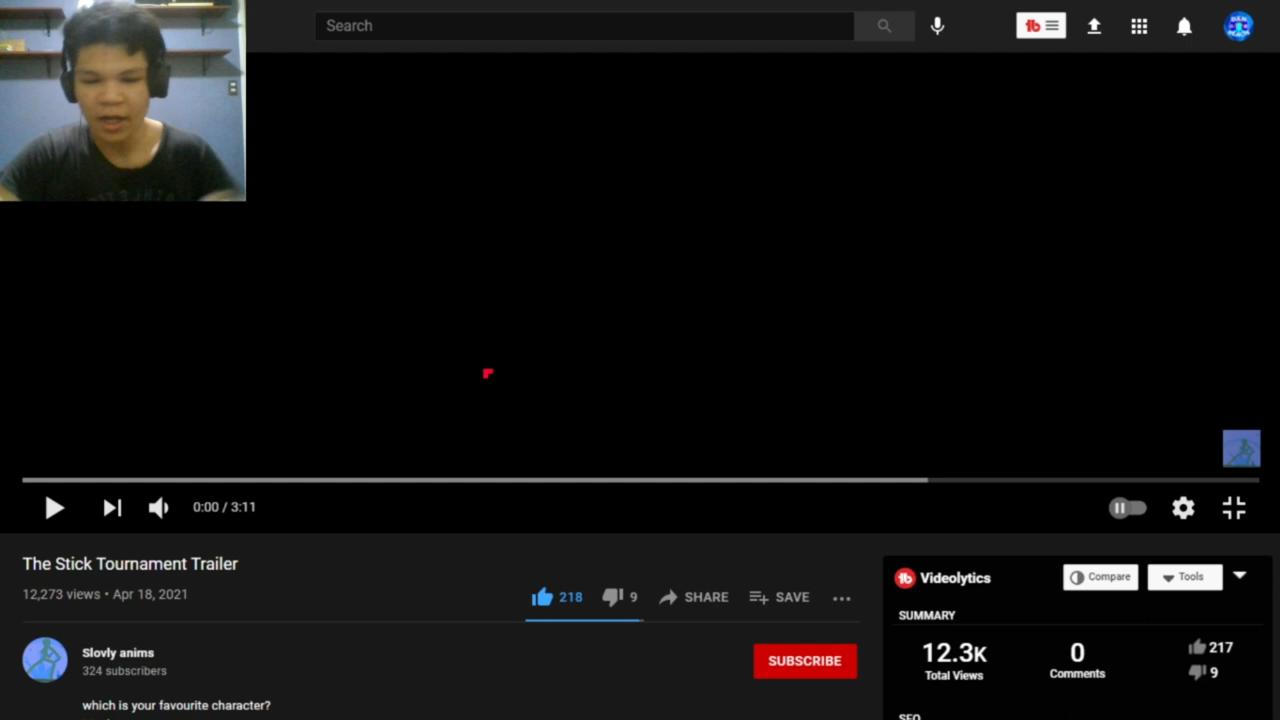 Search
0:00 / 3:11
The Stick Tournament Trailer
12,273 views • Apr 18, 2021
218
9
SHARE
SAVE
Slovly anims
324 subscribers
SUBSCRIBE
which is your favourite character?
Videolytics
Compare
Tools
SUMMARY
12.3K
Total Views
0
Comments
217
9
SEO